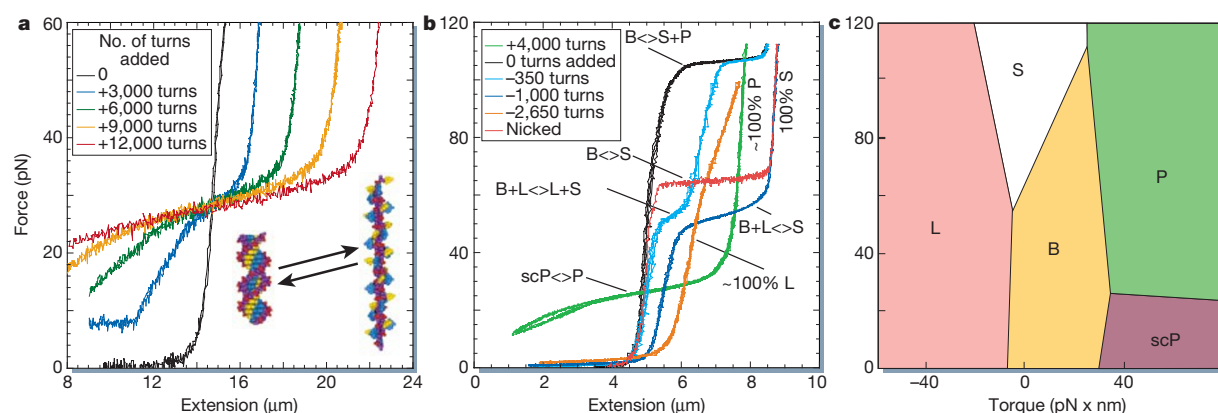 a
No. of turns
added
0
+3,000 turns
+6,000 turns
+9,000 turns
+12,000 turns
60
50
40
30
20
10
0
Force (pN)
8
12
16
20
24
Extension (μm)
b
+4,000 turns
0 turns added
–350 turns
–1,000 turns
–2,650 turns
Nicked
B<>S+P
B<>S
B+L<>L+S
scP<>P
~100% P
100% S
B+L<>S
~100% L
120
80
40
0
0
2
4
6
8
10
Extension (μm)
c
120
80
40
0
S
L
B
P
scP
–40
0
40
Torque (pN x nm)